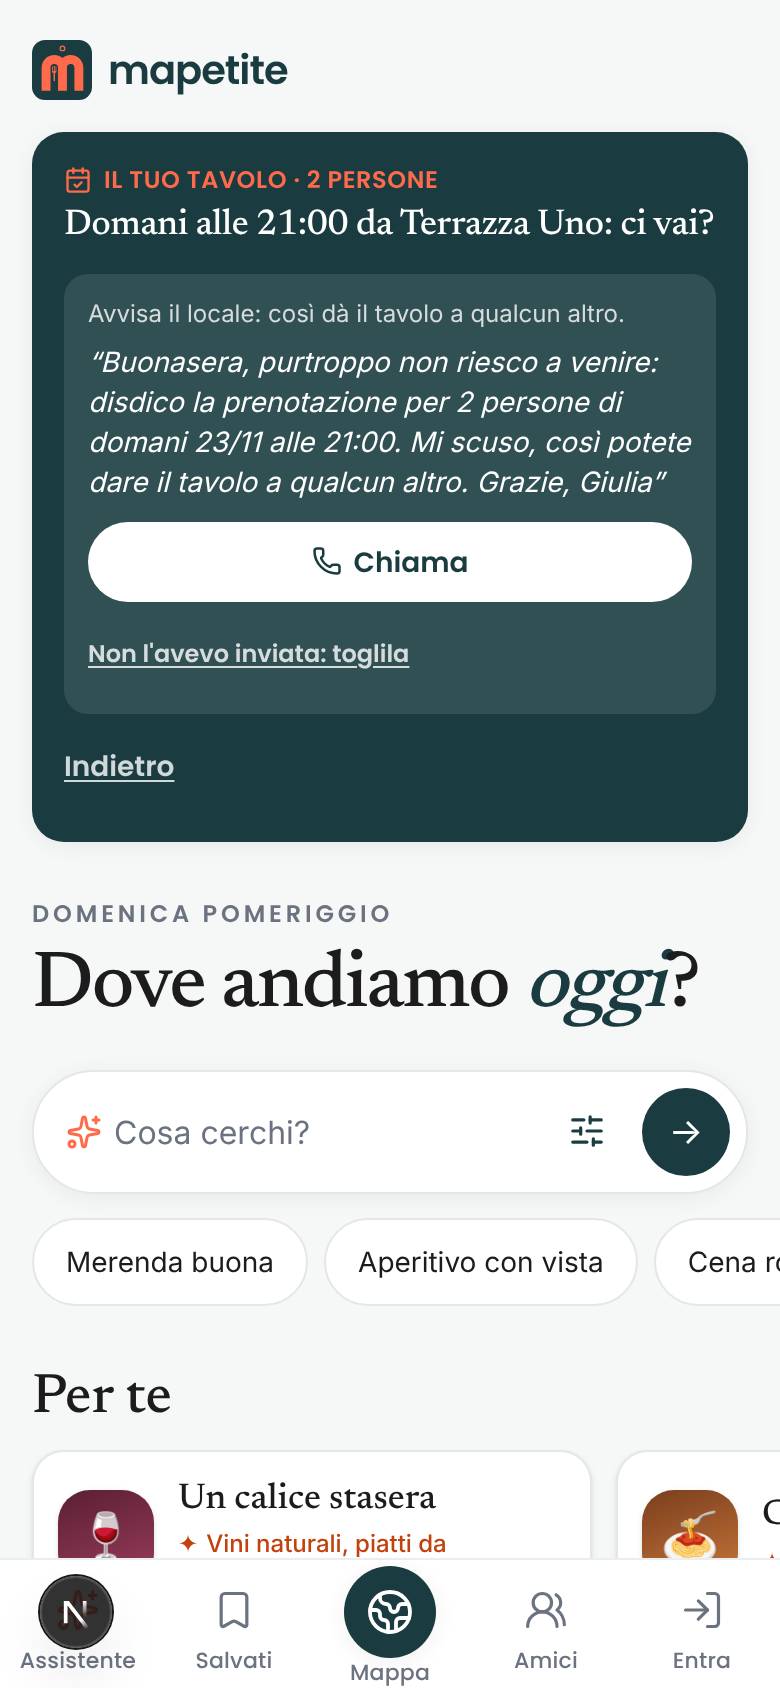 mapetite
IL TUO TAVOLO · 2 PERSONE
Domani alle 21:00 da Terrazza Uno: ci vai?
Avvisa il locale: così dà il tavolo a qualcun altro.
“Buonasera, purtroppo non riesco a venire:
disdico la prenotazione per 2 persone di
domani 23/11 alle 21:00. Mi scuso, così potete
dare il tavolo a qualcun altro. Grazie, Giulia”
Chiama
Non l'avevo inviata: toglila
Indietro
DOMENICA POMERIGGIO
Dove andiamo oggi?
Cosa cerchi?
Merenda buona
Aperitivo con vista
Cena
Per te
Un calice stasera
✦ Vini naturali, piatti da
N
Assistente
Salvati
Mappa
Amici
Entra